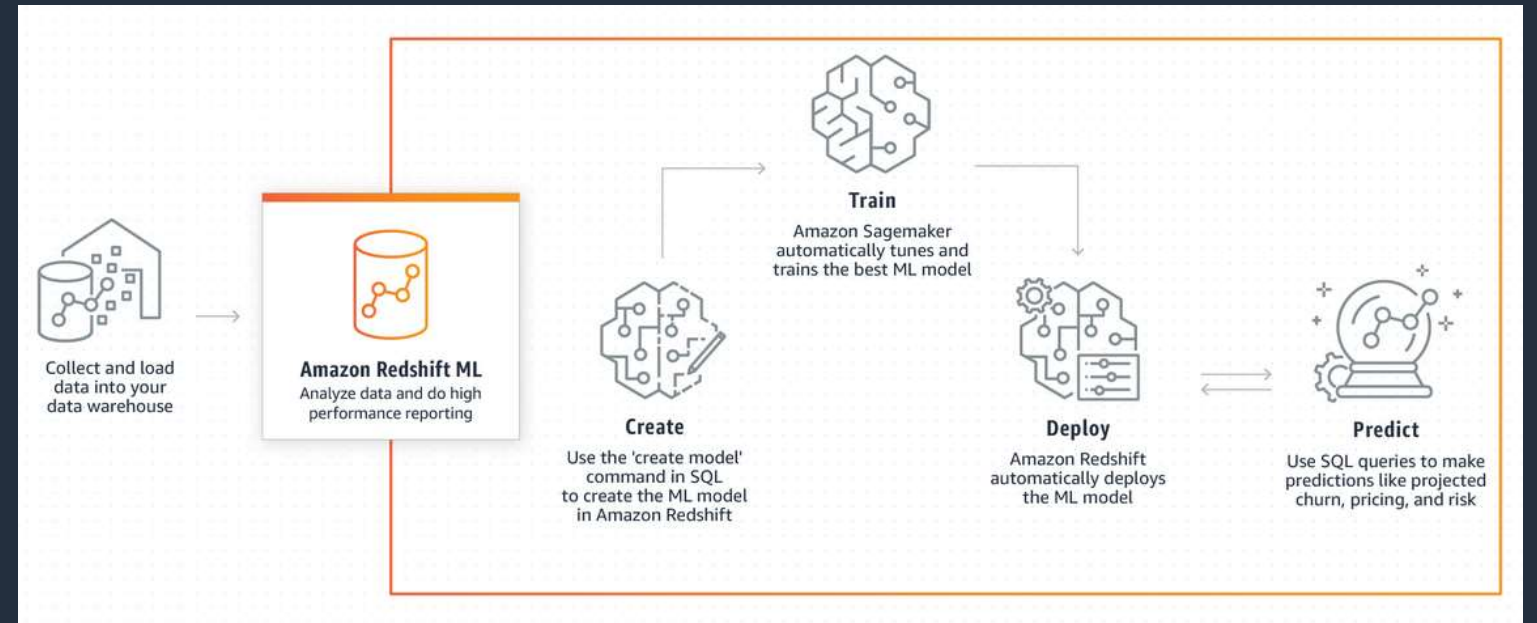 Collect and load
data into your
data warehouse
Amazon Redshift ML
Analyze data and do high
performance reporting
Create
Use the 'create model'
command in SQL
to create the ML model
in Amazon Redshift
Train
Amazon Sagemaker
automatically tunes and
trains the best ML model
Deploy
Amazon Redshift
automatically deploys
the ML model
Predict
Use SQL queries to make
predictions like projected
churn, pricing, and risk